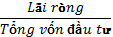 Lãi ròng
Tổng vốn đầu tư